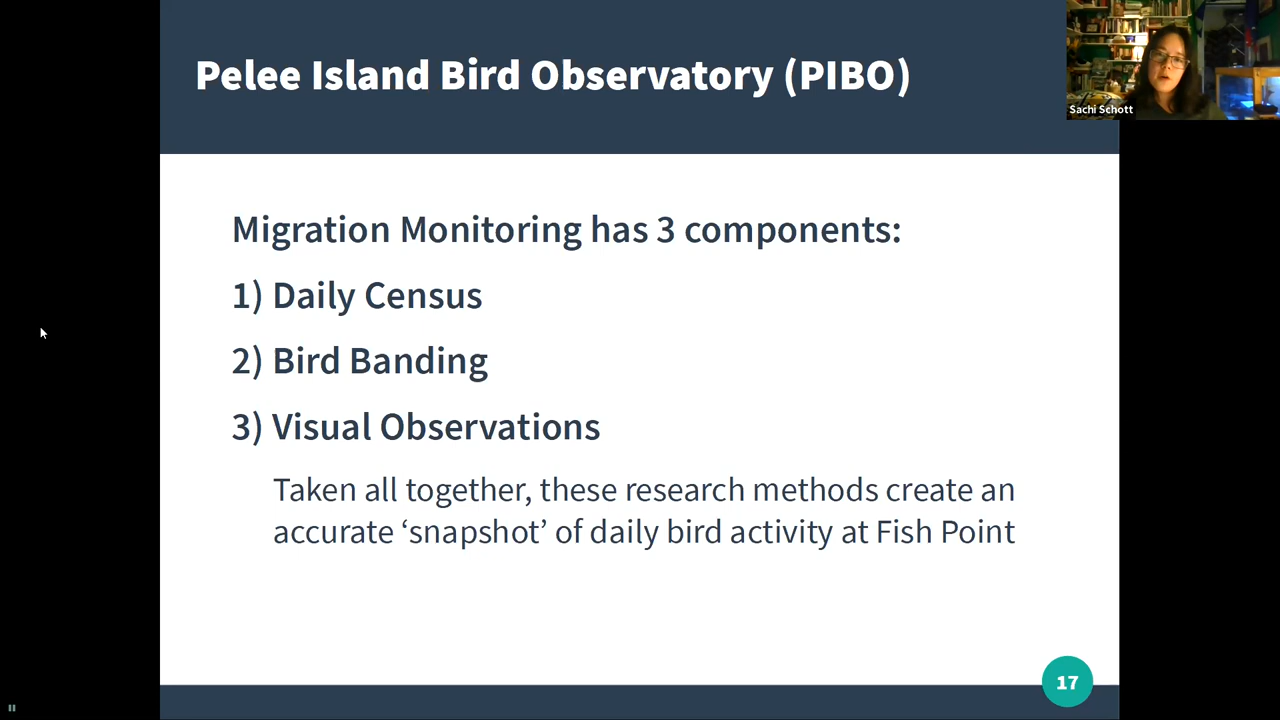 Pelee Island Bird Observatory (PIBO)
Sachi Schott
Migration Monitoring has 3 components:
1) Daily Census
2) Bird Banding
3) Visual Observations
Taken all together, these research methods create an
accurate ‘snapshot’ of daily bird activity at Fish Point
17